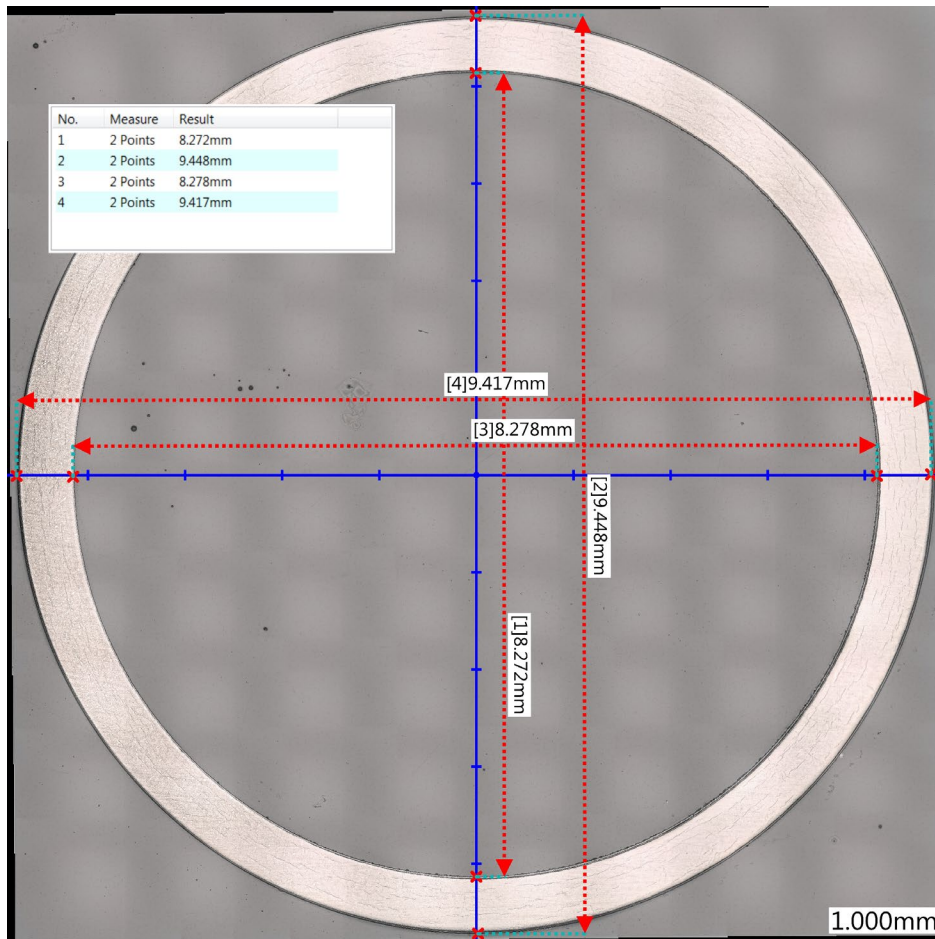 No. Measure Result
1 2 Points 8.272mm
2 2 Points 9.448mm
3 2 Points 8.278mm
4 2 Points 9.417mm
[4]9.417mm
[3]8.278mm
[2]9.448mm
[1]8.272mm
1.000mm